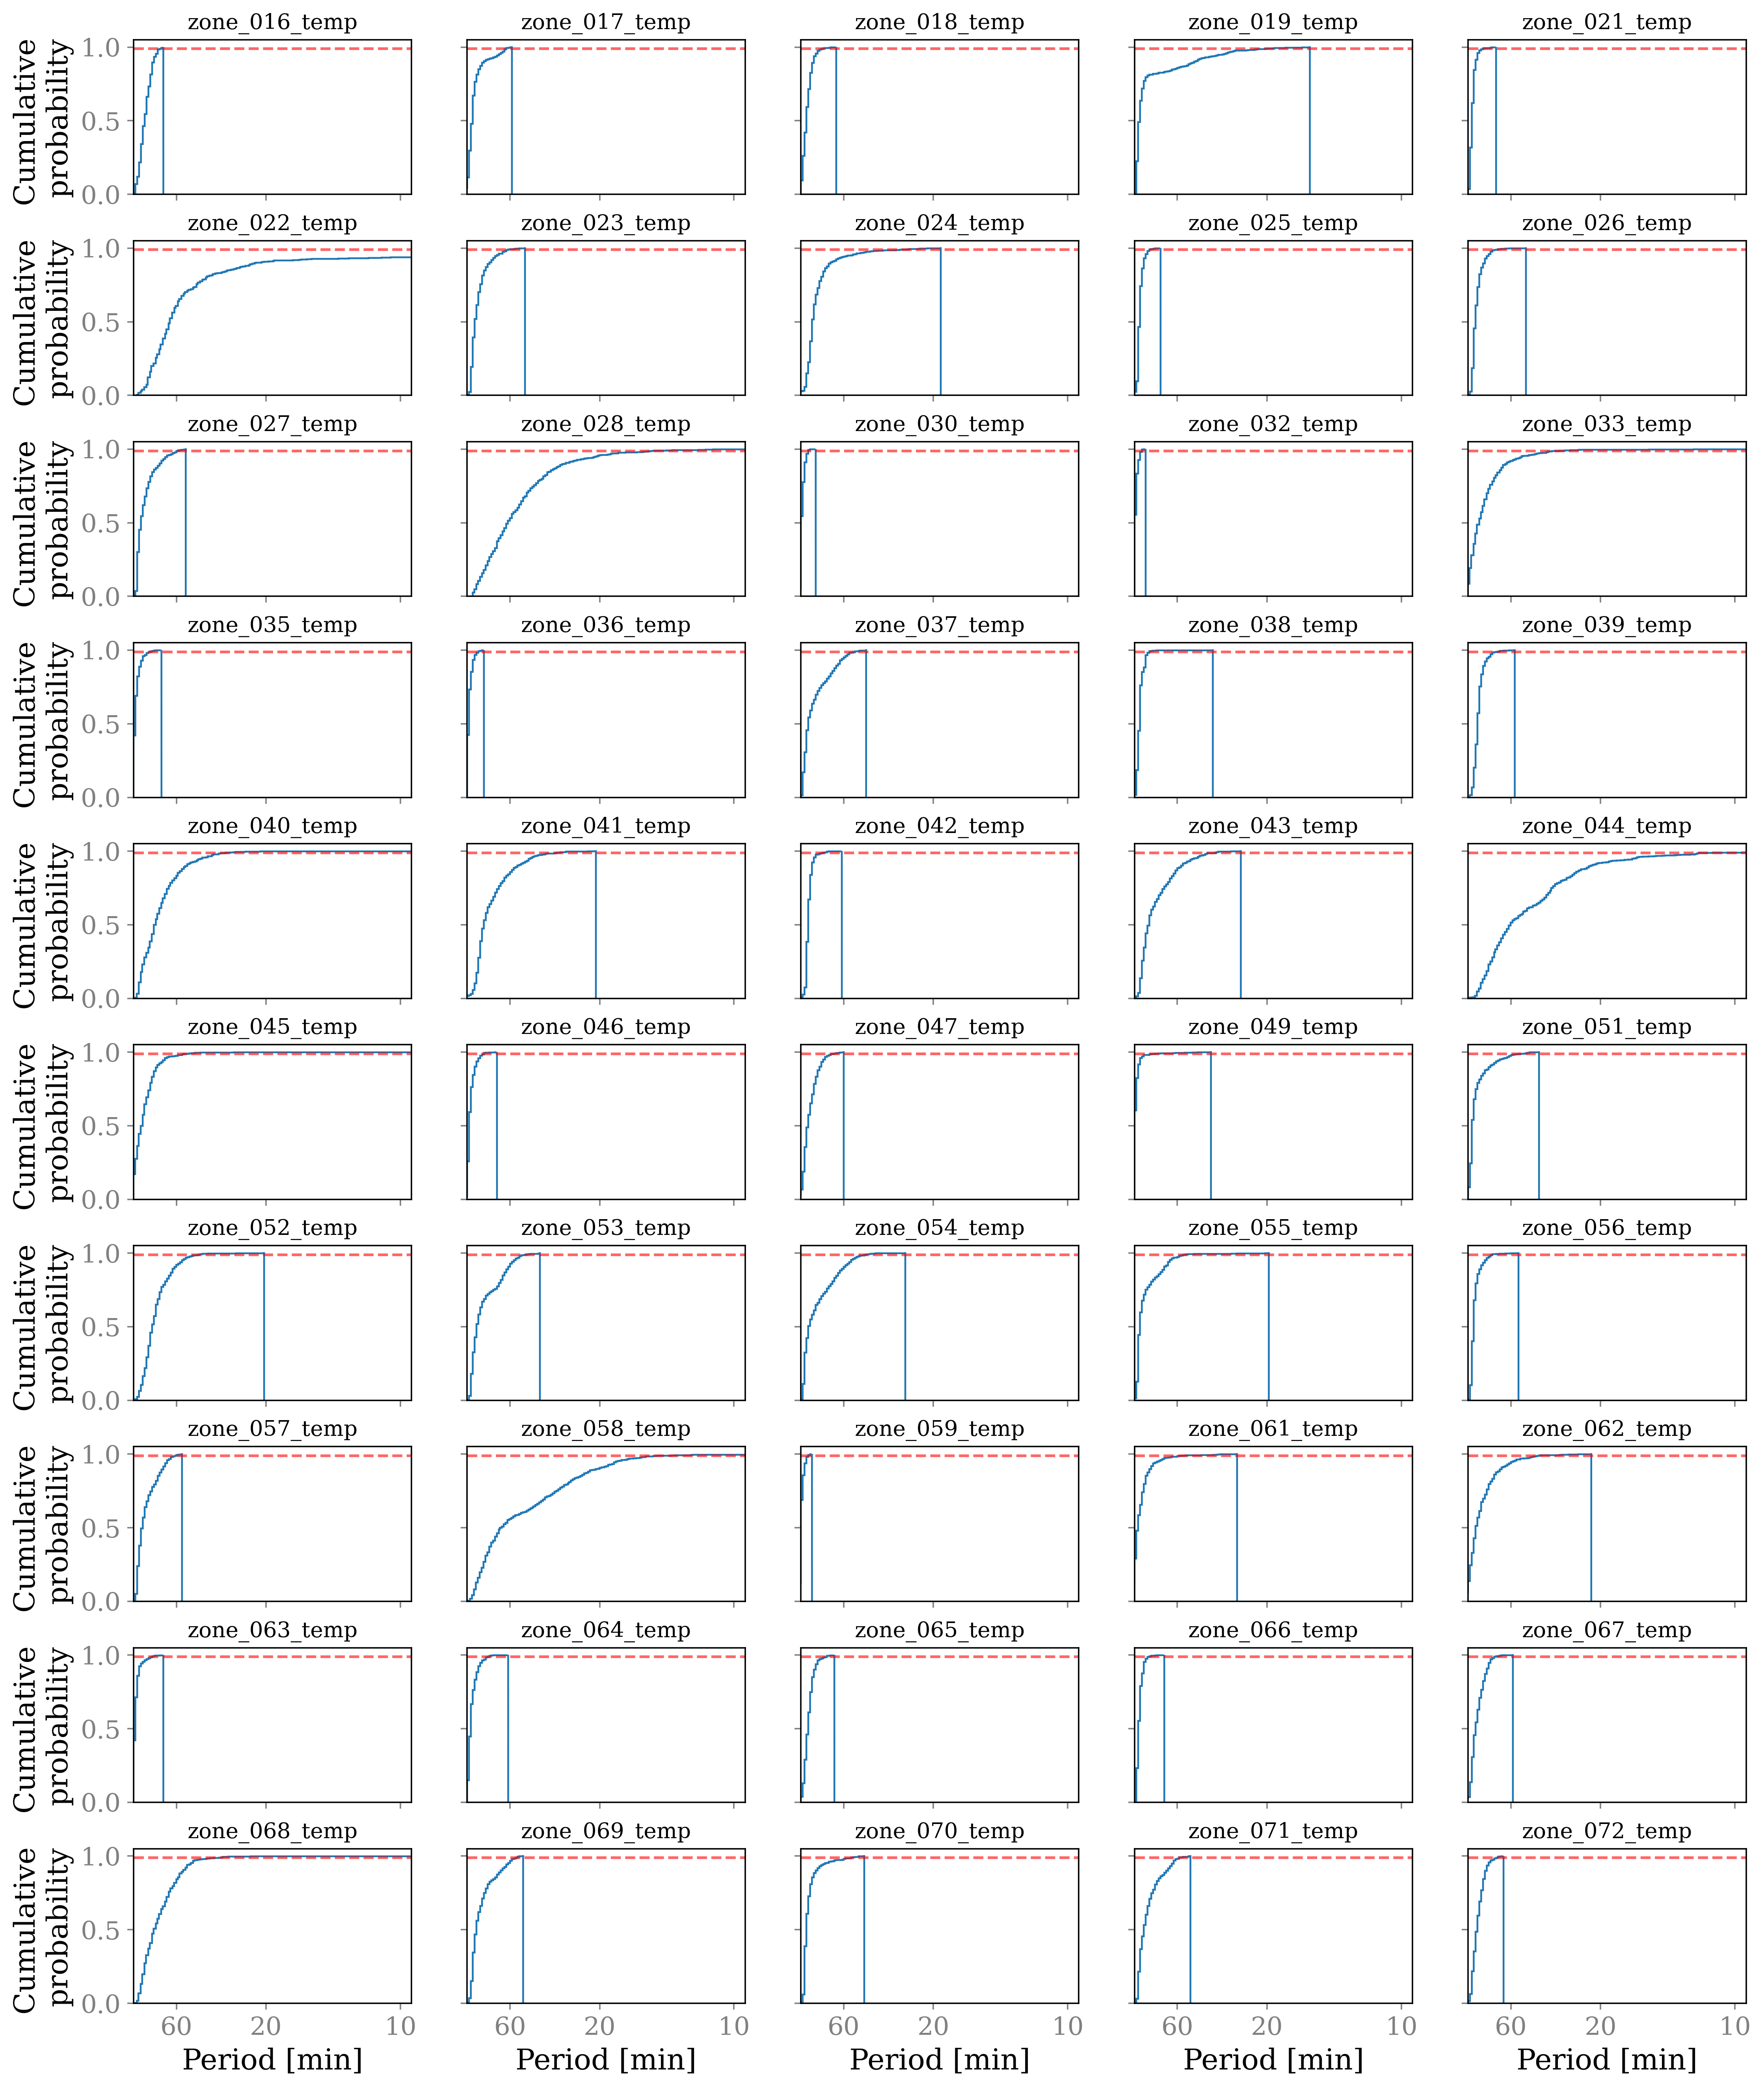 zone_016_temp zone_017_temp zone_018_temp zone_019_temp zone_021_temp
Cumulative
probability
1.0
0.5
0.0
zone_022_temp zone_023_temp zone_024_temp zone_025_temp zone_026_temp
Cumulative
probability
1.0
0.5
0.0
zone_027_temp zone_028_temp zone_030_temp zone_032_temp zone_033_temp
Cumulative
probability
1.0
0.5
0.0
zone_035_temp zone_036_temp zone_037_temp zone_038_temp zone_039_temp
Cumulative
probability
1.0
0.5
0.0
zone_040_temp zone_041_temp zone_042_temp zone_043_temp zone_044_temp
Cumulative
probability
1.0
0.5
0.0
zone_045_temp zone_046_temp zone_047_temp zone_049_temp zone_051_temp
Cumulative
probability
1.0
0.5
0.0
zone_052_temp zone_053_temp zone_054_temp zone_055_temp zone_056_temp
Cumulative
probability
1.0
0.5
0.0
zone_057_temp zone_058_temp zone_059_temp zone_061_temp zone_062_temp
Cumulative
probability
1.0
0.5
0.0
zone_063_temp zone_064_temp zone_065_temp zone_066_temp zone_067_temp
Cumulative
probability
1.0
0.5
0.0
zone_068_temp zone_069_temp zone_070_temp zone_071_temp zone_072_temp
Cumulative
probability
1.0
0.5
0.0
60 20 10 60 20 10 60 20 10 60 20 10 60 20 10
Period [min] Period [min] Period [min] Period [min] Period [min]